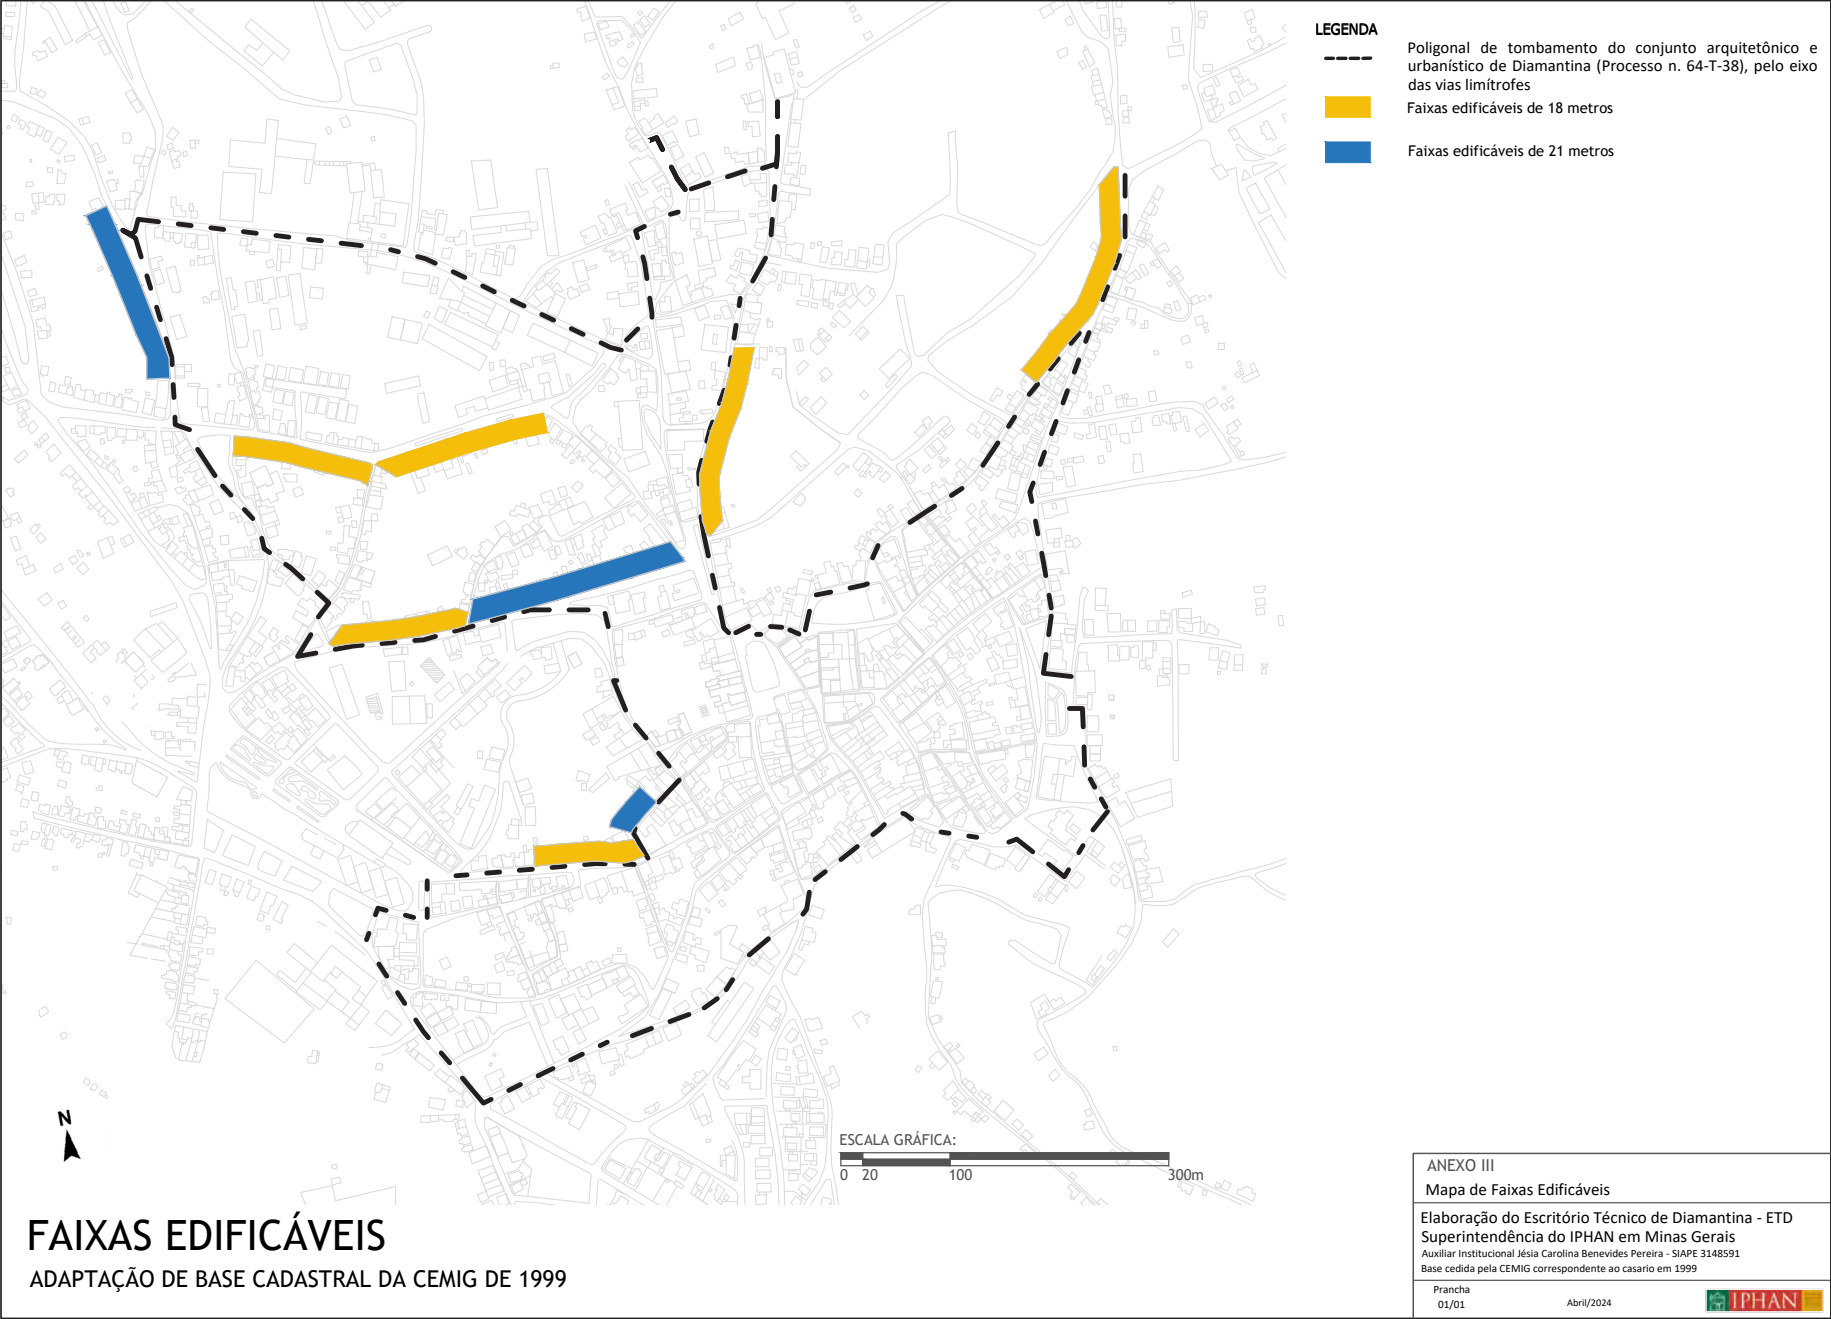 LEGENDA
Poligonal de tombamento do conjunto arquitetônico e
urbanístico de Diamantina (Processo n. 64-T-38), pelo eixo
das vias limítrofes
Faixas edificáveis de 18 metros
Faixas edificáveis de 21 metros
N
ESCALA GRÁFICA:
0 20 100 300m
FAIXAS EDIFICÁVEIS
ADAPTAÇÃO DE BASE CADASTRAL DA CEMIG DE 1999
ANEXO III
Mapa de Faixas Edificáveis
Elaboração do Escritório Técnico de Diamantina - ETD
Superintendência do IPHAN em Minas Gerais
Auxiliar Institucional Jésia Carolina Benevides Pereira - SIAPE 3148591
Base cedida pela CEMIG correspondente ao casario em 1999
Prancha
01/01
Abril/2024
IPHAN